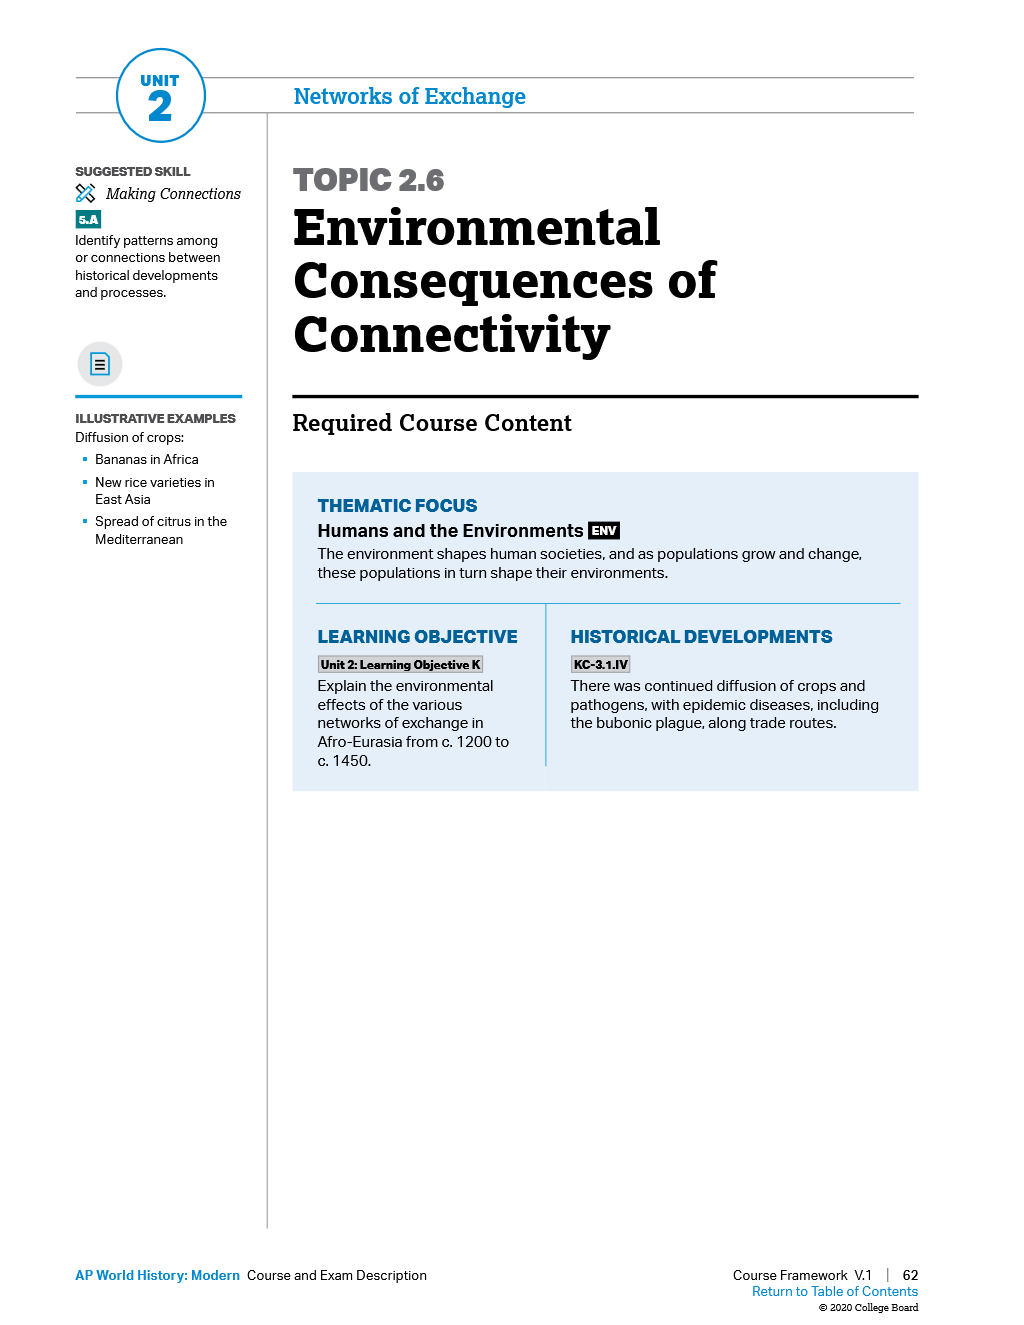 UNIT
2
Networks of Exchange
SUGGESTED SKILL
Making Connections
5.A
Identify patterns among
or connections between
historical developments
and processes.
ILLUSTRATIVE EXAMPLES
Diffusion of crops:
▪ Bananas in Africa
▪ New rice varieties in
East Asia
▪ Spread of citrus in the
Mediterranean
TOPIC 2.6
Environmental
Consequences of
Connectivity
Required Course Content
THEMATIC FOCUS
Humans and the Environments ENV
The environment shapes human societies, and as populations grow and change,
these populations in turn shape their environments.
LEARNING OBJECTIVE
Unit 2: Learning Objective K
Explain the environmental
effects of the various
networks of exchange in
Afro-Eurasia from c. 1200 to
c. 1450.
HISTORICAL DEVELOPMENTS
KC-3.1.IV
There was continued diffusion of crops and
pathogens, with epidemic diseases, including
the bubonic plague, along trade routes.
AP World History: Modern Course and Exam Description
Course Framework V.1 | 62
Return to Table of Contents
© 2020 College Board